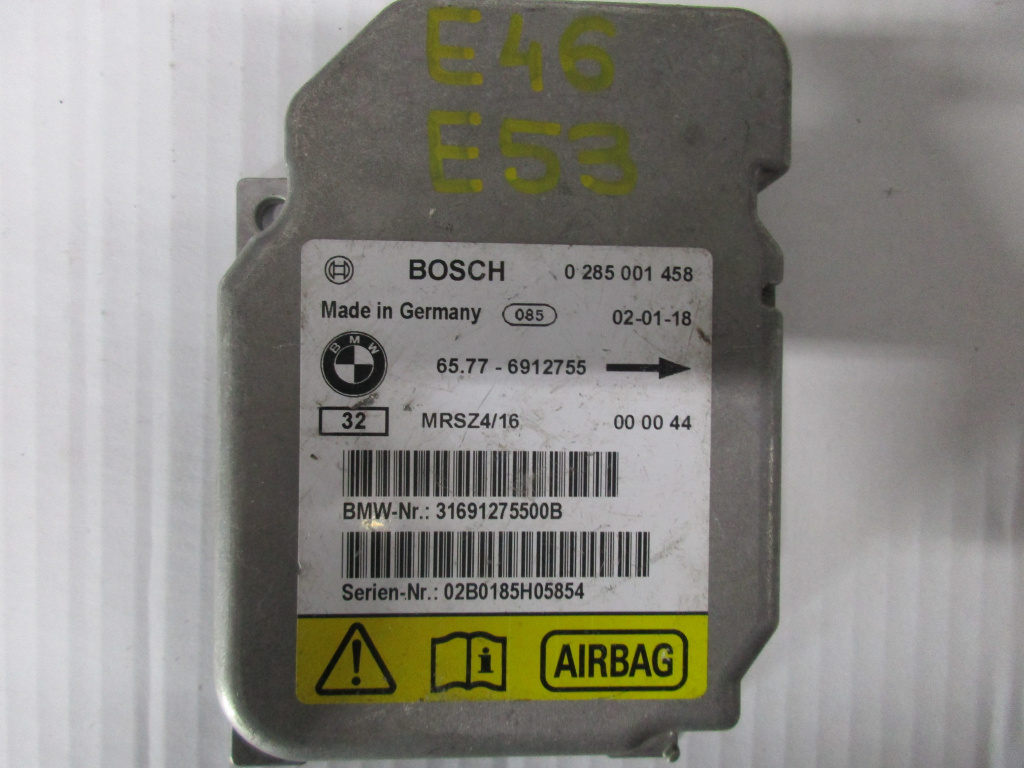 E46
E53
BOSCH 0 285 001 458
Made in Germany 085 02-01-18
BMW
65.77 - 6912755
32 MRSZ4/16 00 00 44
BMW-Nr.: 31691275500B
Serien-Nr.: 02B0185H05854
! i AIRBAG